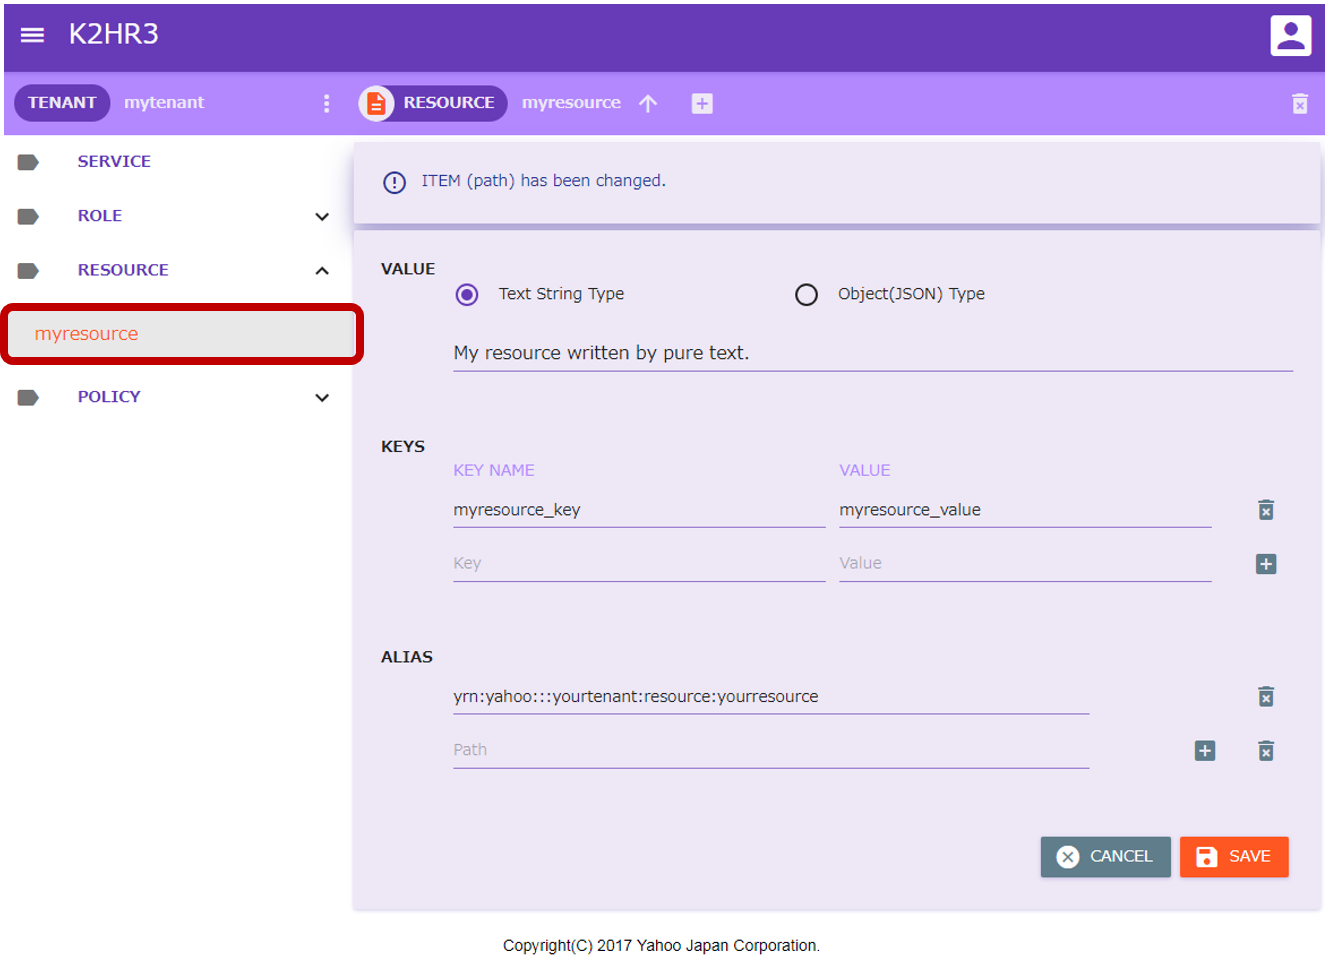 K2HR3
TENANT mytenant RESOURCE myresource
SERVICE
ROLE
RESOURCE
myresource
POLICY
ITEM (path) has been changed.
VALUE
Text String Type Object(JSON) Type
My resource written by pure text.
KEYS
KEY NAME VALUE
myresource_key myresource_value
Key Value
ALIAS
yrn:yahoo:::yourtenant:resource:yourresource
Path
CANCEL SAVE
Copyright(C) 2017 Yahoo Japan Corporation.